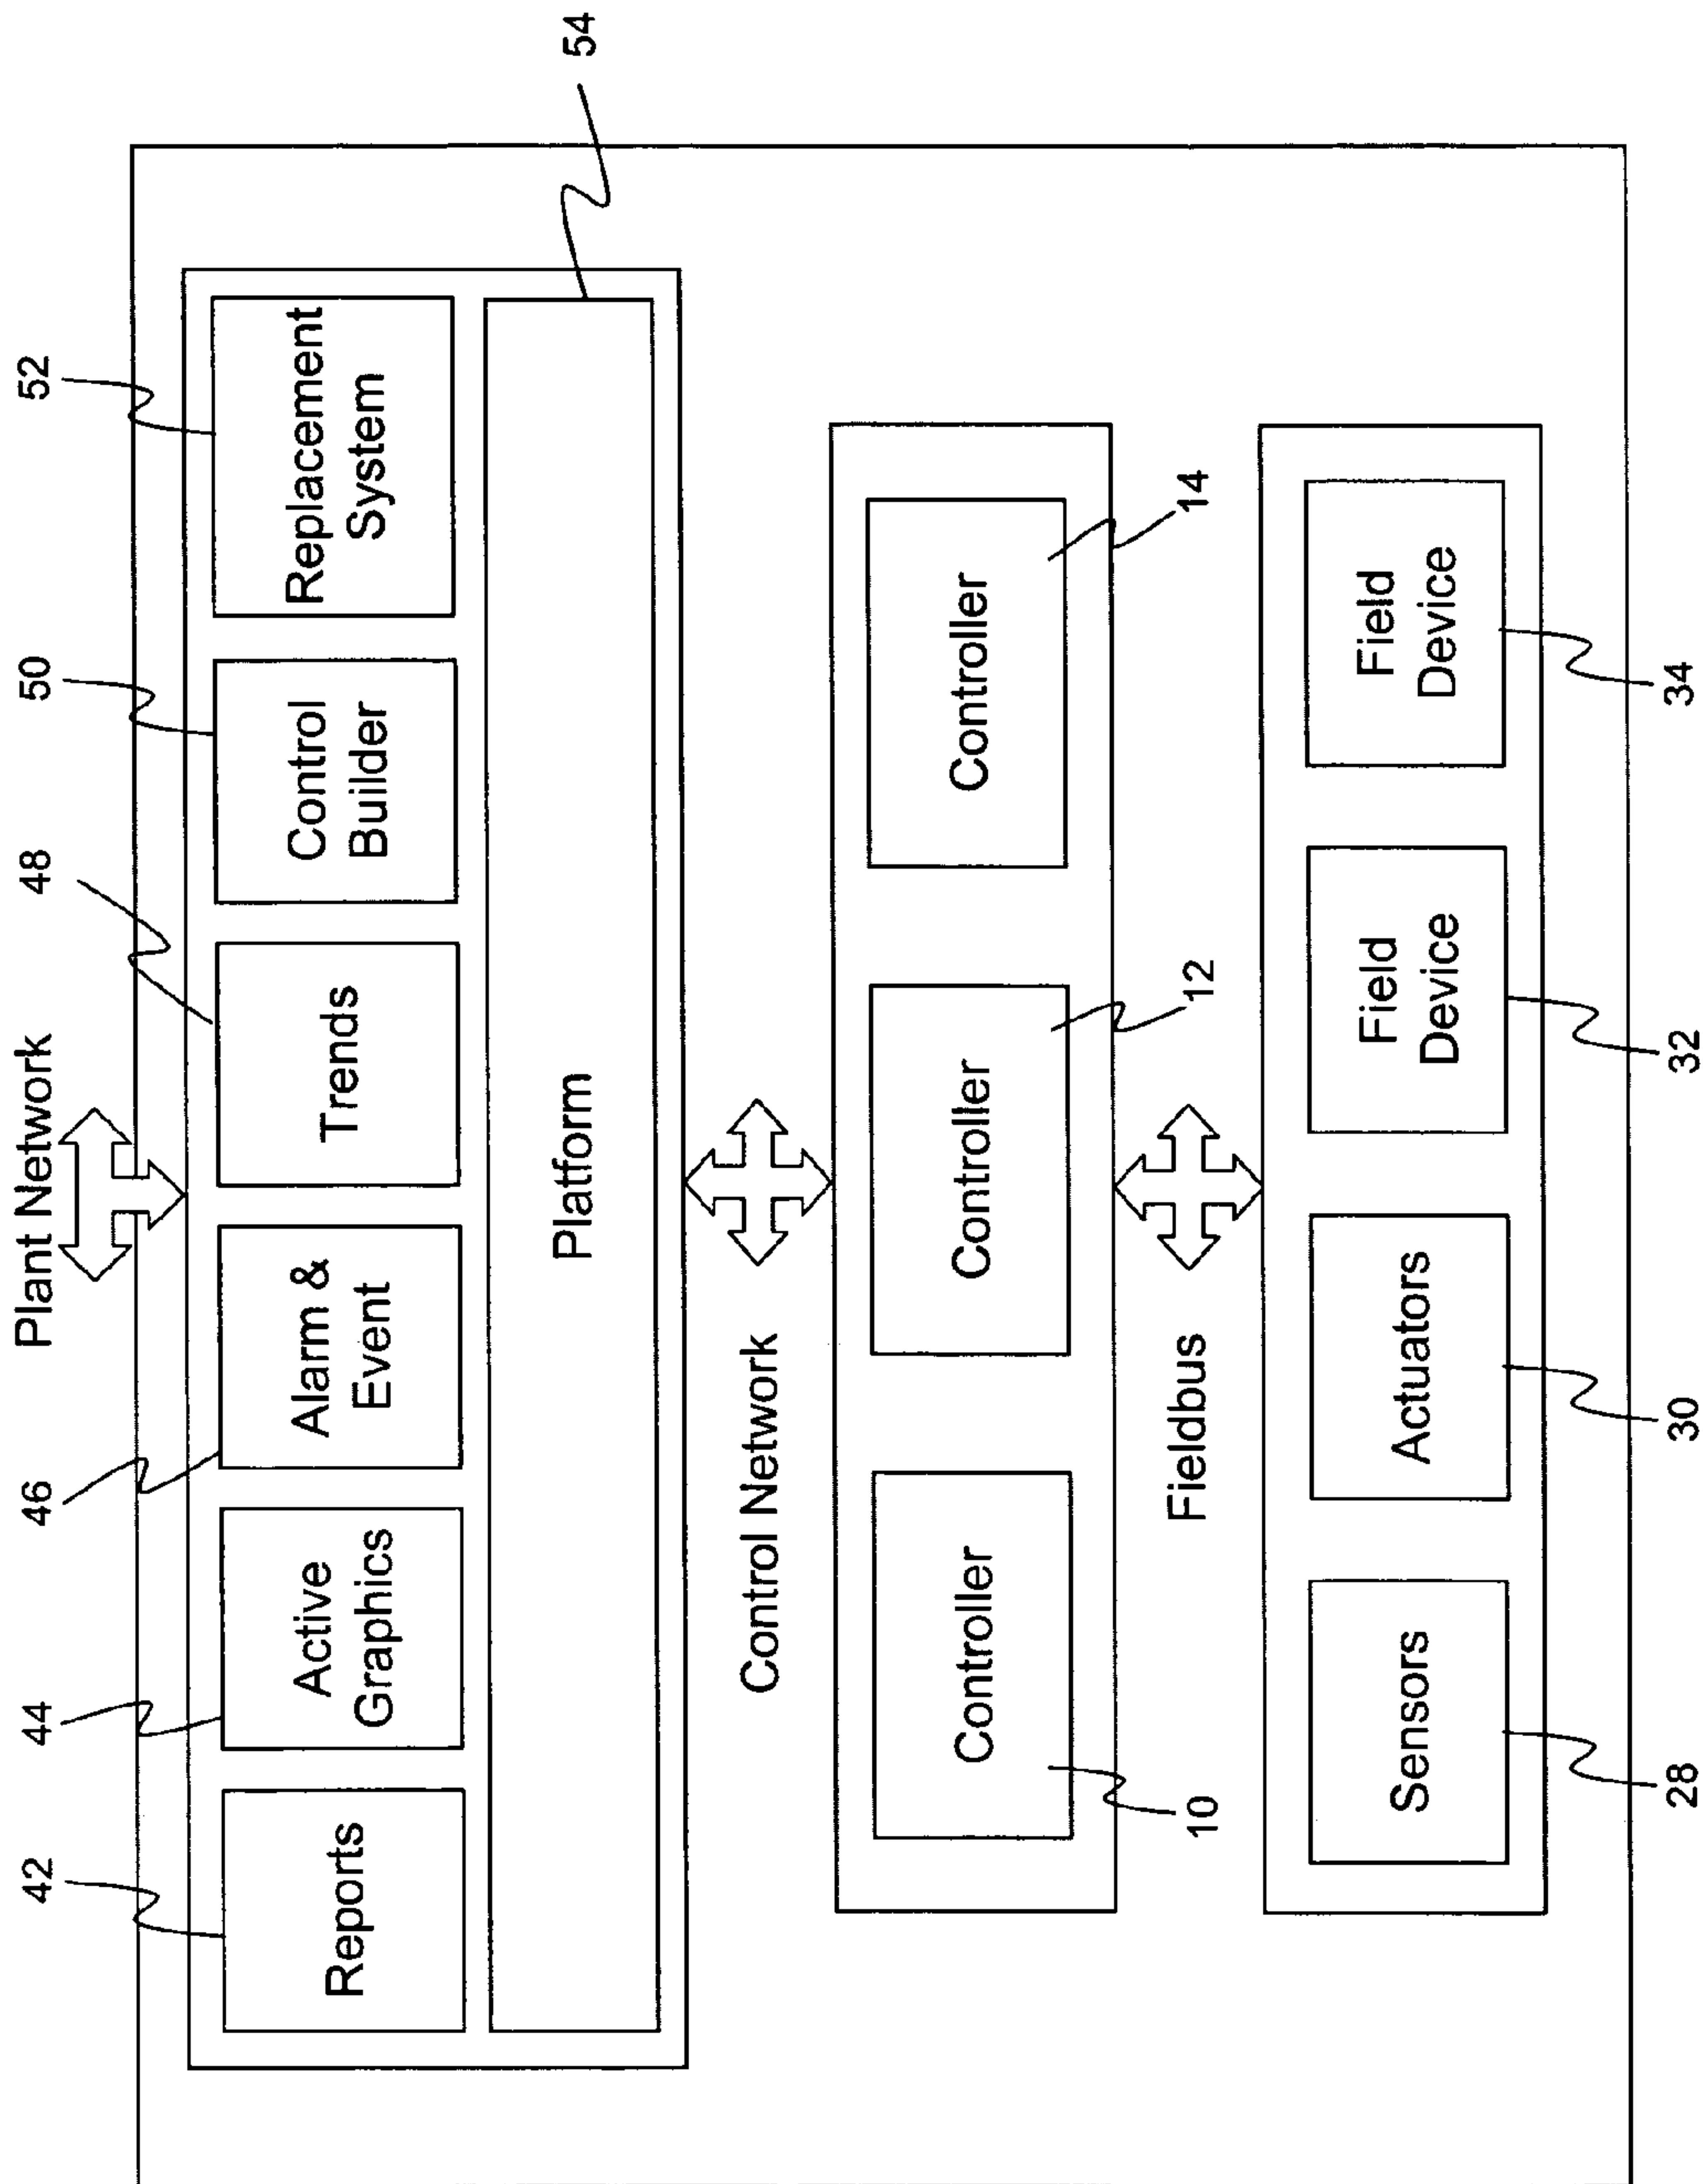 Plant Network
42
44
46
48
50
52
54
Reports
Active
Graphics
Alarm &
Event
Trends
Control
Builder
Replacement
System
Platform
Control Network
Controller
Controller
Controller
10
12
14
Fieldbus
Sensors
Actuators
Field
Device
Field
Device
28
30
32
34